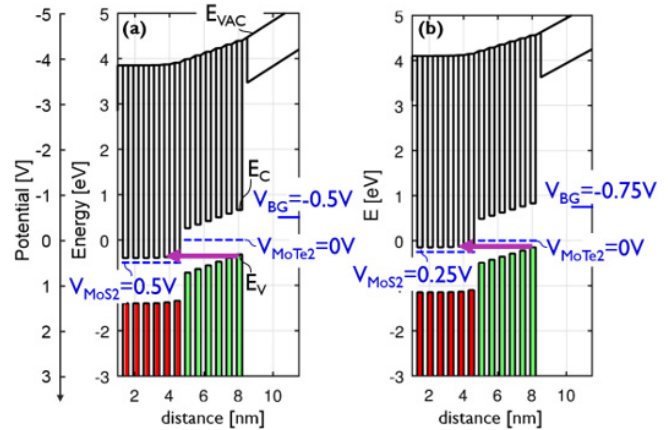 (a)
E_VAC
Potential [V]
-5
-4
-3
-2
-1
0
1
2
3
Energy [eV]
5
4
3
2
1
0
-1
-2
-3
E_C
V_BG=-0.5V
V_MoTe2=0V
V_MoS2=0.5V
E_V
2 4 6 8 10
distance [nm]
(b)
E [eV]
5
4
3
2
1
0
-1
-2
-3
V_BG=-0.75V
V_MoTe2=0V
V_MoS2=0.25V
2 4 6 8 10
distance [nm]